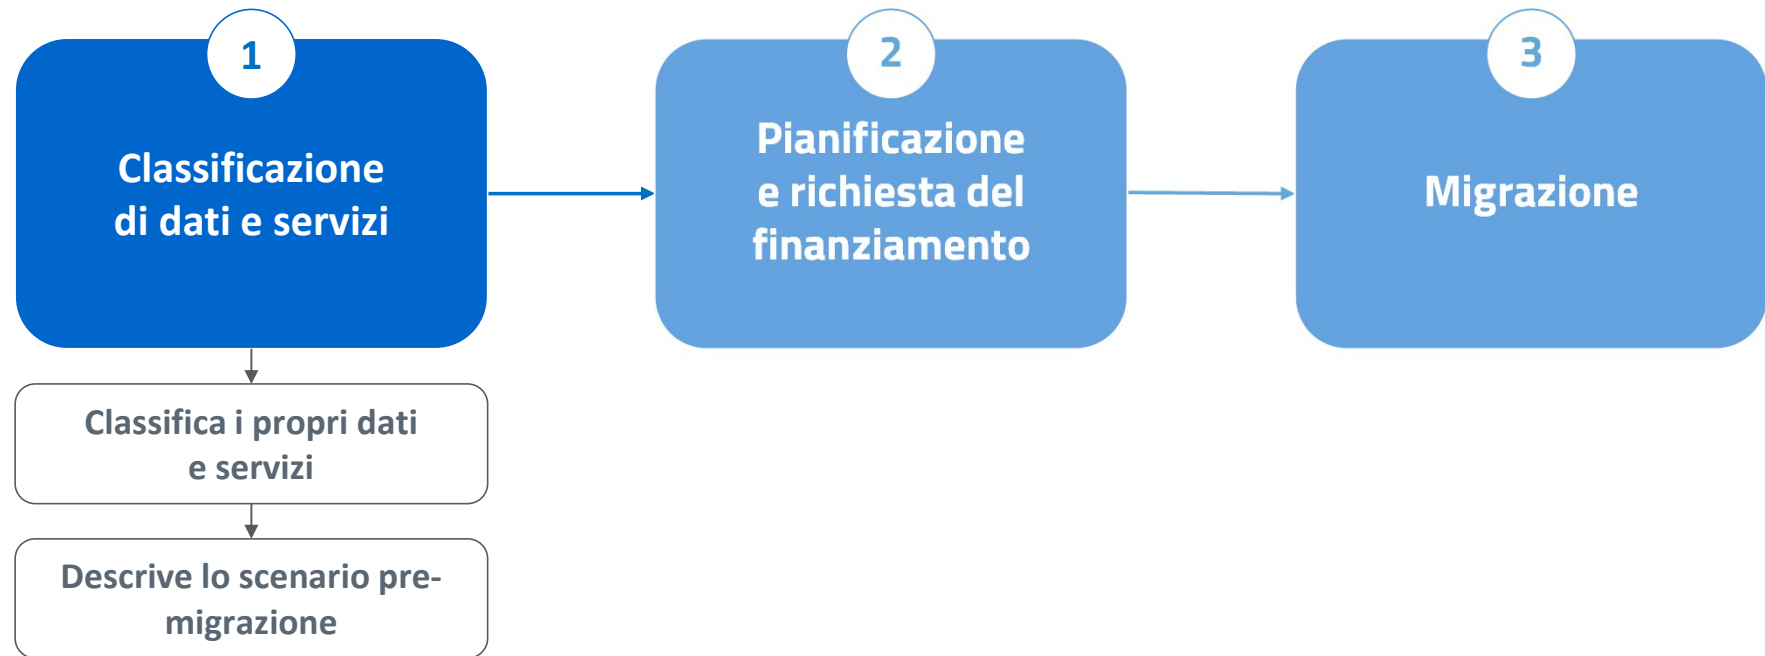 1
Classificazione
di dati e servizi
2
Pianificazione
e richiesta del
finanziamento
3
Migrazione
Classifica i propri dati
e servizi
Descrive lo scenario pre-
migrazione